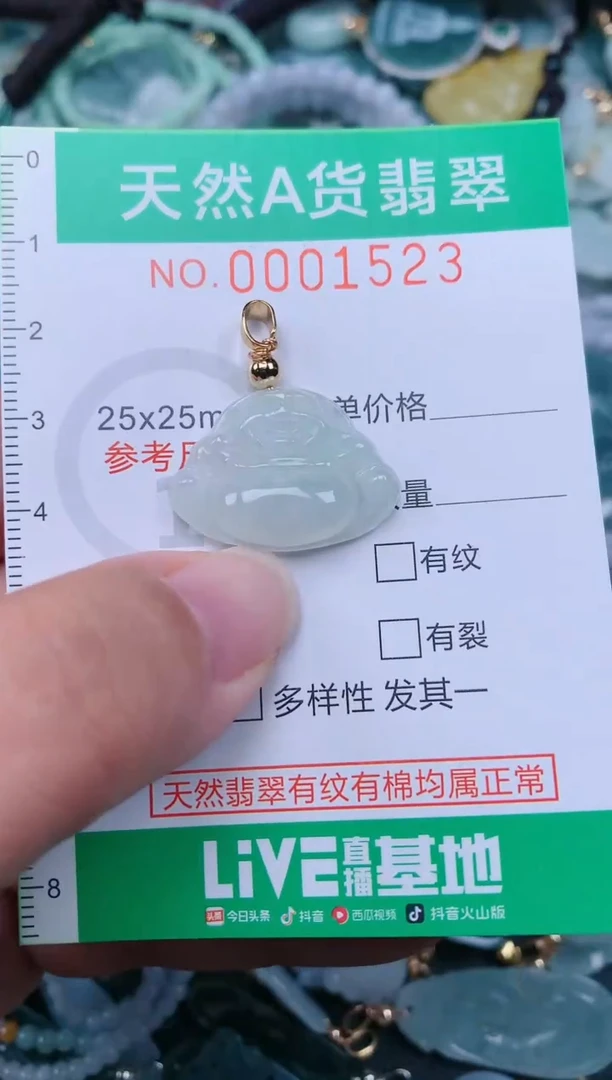 天然A货翡翠
NO.0001523
0
1
2
3
4
8
25x25m
单价格
参考
量
有纹
有裂
多样性 发其一
天然翡翠有纹有棉均属正常
LiVE直播基地
头条 今日头条 抖音 西瓜视频 抖音火山版